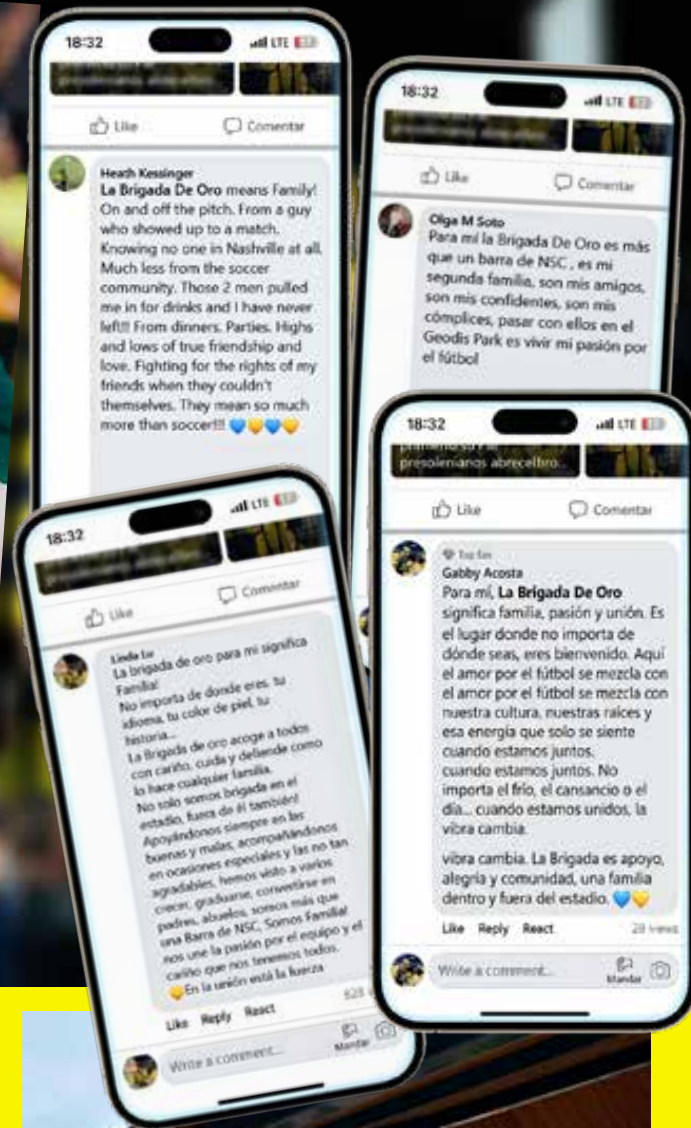 18:32
LTE
Like Comentar
Heath Kessinger
La Brigada De Oro means Family!
On and off the pitch. From a guy
who showed up to a match.
Knowing no one in Nashville at all.
Much less from the soccer
community. Those 2 men pulled
me in for drinks and I have never
left!!! From dinners. Parties. Highs
and lows of true friendship and
love. Fighting for the rights of my
friends when they couldn't
themselves. They mean so much
more than soccer!!! 💙💛💙💛
18:32
LTE
Like Comentar
Olga M Soto
Para mí la Brigada De Oro es más
que un barra de NSC , es mi
segunda familia, son mis amigos,
son mis confidentes, son mis
cómplices, pasar con ellos en el
Geodis Park es vivir mi pasión por
el fútbol
18:32
LTE
Like Comentar
Linda
La brigada de oro para mi significa
Familia!
No importa de donde eres, tu
idioma, tu color de piel, tu
historia...
La Brigada de oro acoge a todos
con cariño, cuida y defiende como
lo hace cualquier familia.
No solo somos brigada en el
estadio, fuera de él también!
Apoyándonos siempre en las
buenas y malas, acompañándonos
en ocasiones especiales y las no tan
agradables, hemos visto a varios
crecer, graduarse, convertirse en
padres, abuelos, somos más que
una Barra de NSC, Somos Familia!
nos une la pasión por el equipo y el
cariño que nos tenemos todos.
💛En la unión está la fuerza
Like Reply React
Write a comment... Mandar
18:32
LTE
presolenianos abrecelbro...
Like Comentar
Top fan
Gabby Acosta
Para mí, La Brigada De Oro
significa familia, pasión y unión. Es
el lugar donde no importa de
dónde seas, eres bienvenido. Aquí
el amor por el fútbol se mezcla con
el amor por el fútbol se mezcla con
nuestra cultura, nuestras raíces y
esa energía que solo se siente
cuando estamos juntos.
cuando estamos juntos. No
importa el frío, el cansancio o el
día... cuando estamos unidos, la
vibra cambia.
vibra cambia. La Brigada es apoyo,
alegría y comunidad, una familia
dentro y fuera del estadio. 💙💛
Like Reply React 28
Write a comment... Mandar